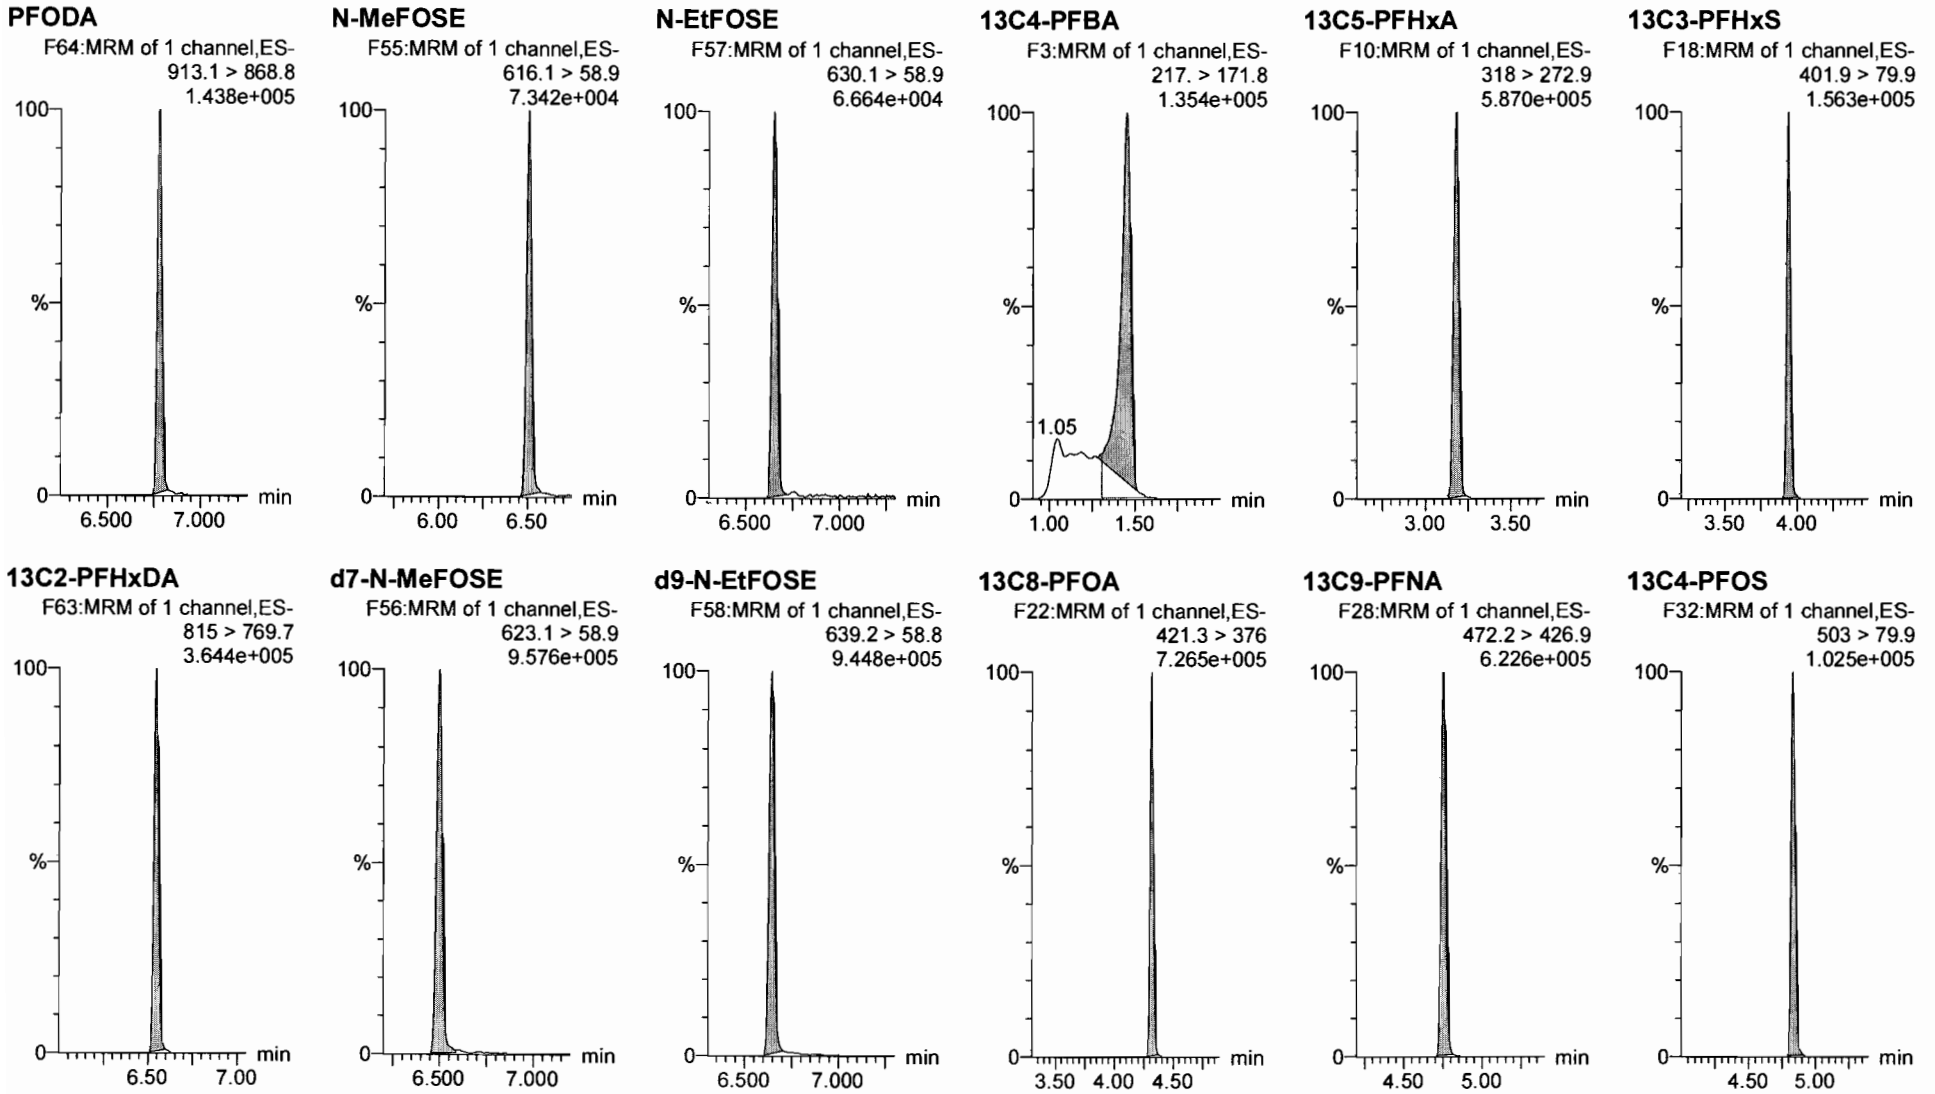 PFODA
F64:MRM of 1 channel,ES-
913.1 > 868.8
1.438e+005
100
%
0
min
6.500 7.000
N-MeFOSE
F55:MRM of 1 channel,ES-
616.1 > 58.9
7.342e+004
100
%
0
min
6.00 6.50
N-EtFOSE
F57:MRM of 1 channel,ES-
630.1 > 58.9
6.664e+004
100
%
0
min
6.500 7.000
13C4-PFBA
F3:MRM of 1 channel,ES-
217. > 171.8
1.354e+005
100
%
1.05
0
min
1.00 1.50
13C5-PFHxA
F10:MRM of 1 channel,ES-
318 > 272.9
5.870e+005
100
%
0
min
3.00 3.50
13C3-PFHxS
F18:MRM of 1 channel,ES-
401.9 > 79.9
1.563e+005
100
%
0
min
3.50 4.00
13C2-PFHxDA
F63:MRM of 1 channel,ES-
815 > 769.7
3.644e+005
100
%
0
min
6.50 7.00
d7-N-MeFOSE
F56:MRM of 1 channel,ES-
623.1 > 58.9
9.576e+005
100
%
0
min
6.500 7.000
d9-N-EtFOSE
F58:MRM of 1 channel,ES-
639.2 > 58.8
9.448e+005
100
%
0
min
6.500 7.000
13C8-PFOA
F22:MRM of 1 channel,ES-
421.3 > 376
7.265e+005
100
%
0
min
3.50 4.00 4.50
13C9-PFNA
F28:MRM of 1 channel,ES-
472.2 > 426.9
6.226e+005
100
%
0
min
4.50 5.00
13C4-PFOS
F32:MRM of 1 channel,ES-
503 > 79.9
1.025e+005
100
%
0
min
4.50 5.00